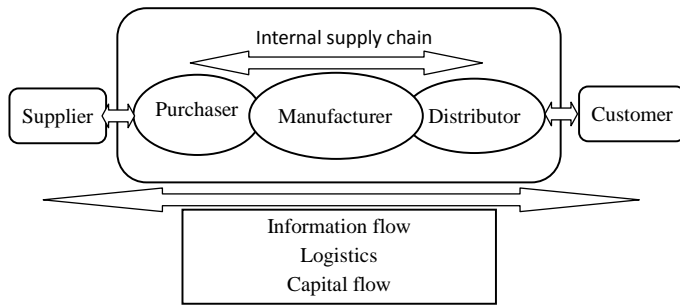 Internal supply chain
Supplier
Purchaser
Manufacturer
Distributor
Customer
Information flow
Logistics
Capital flow